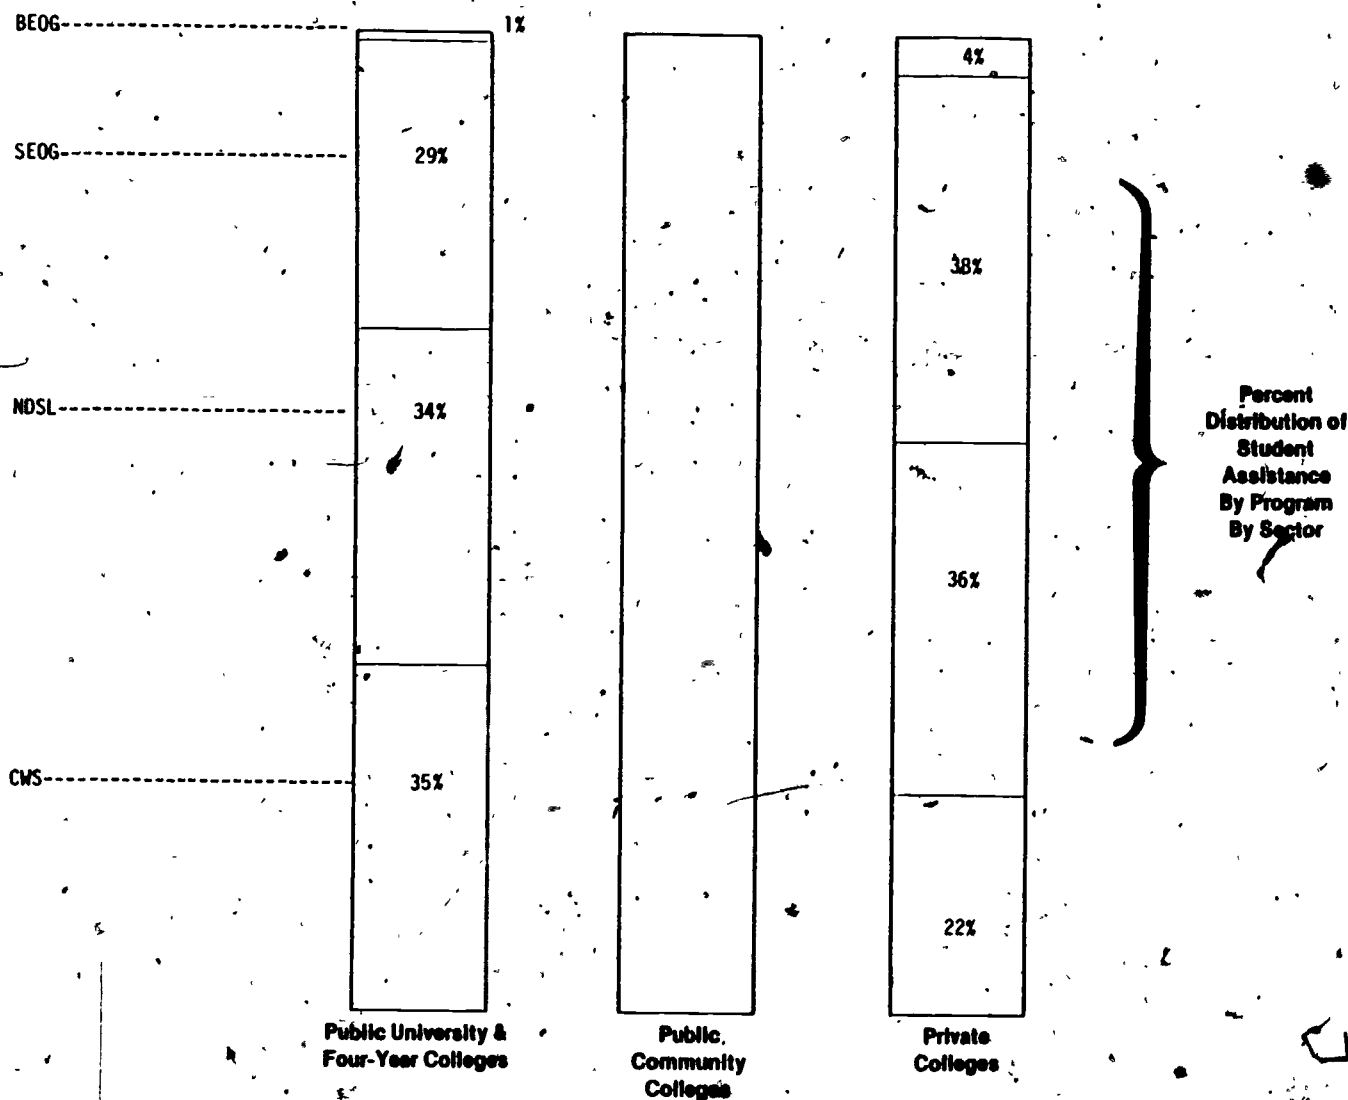 BEOG
1%
4%
SEOG
29%
38%
NDSL
34%
Percent
Distribution of
Student
Assistance
By Program
By Sector
36%
CWS
35%
22%
Public University &
Four-Year Colleges
Public
Community
Colleges
Private
Colleges